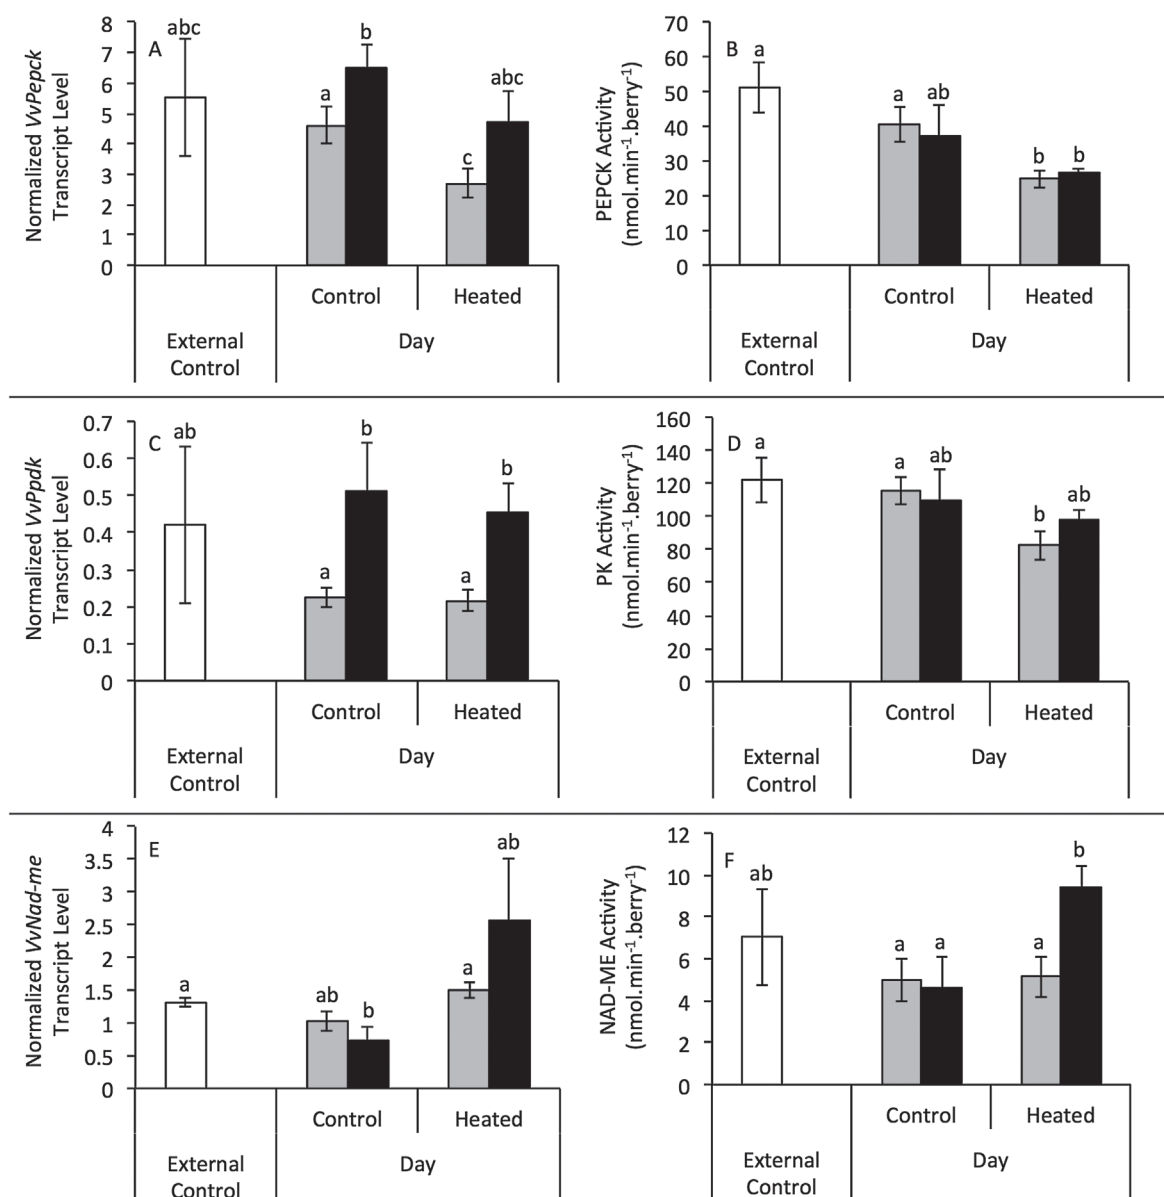 A
Normalized VvPepck
Transcript Level
8
7
6
5
4
3
2
1
0
abc
a
b
c
abc
Control
Heated
External
Control
Day
B
PEPCK Activity
(nmol.min-1.berry-1)
70
60
50
40
30
20
10
0
a
a
ab
b
b
Control
Heated
External
Control
Day
C
Normalized VvPpdk
Transcript Level
0.7
0.6
0.5
0.4
0.3
0.2
0.1
0
ab
a
b
a
b
Control
Heated
External
Control
Day
D
PK Activity
(nmol.min-1.berry-1)
160
140
120
100
80
60
40
20
0
a
a
ab
b
ab
Control
Heated
External
Control
Day
E
Normalized VvNad-me
Transcript Level
4
3.5
3
2.5
2
1.5
1
0.5
0
a
ab
b
a
ab
Control
Heated
External
Control
Day
F
NAD-ME Activity
(nmol.min-1.berry-1)
12
10
8
6
4
2
0
ab
a
a
a
b
Control
Heated
External
Control
Day